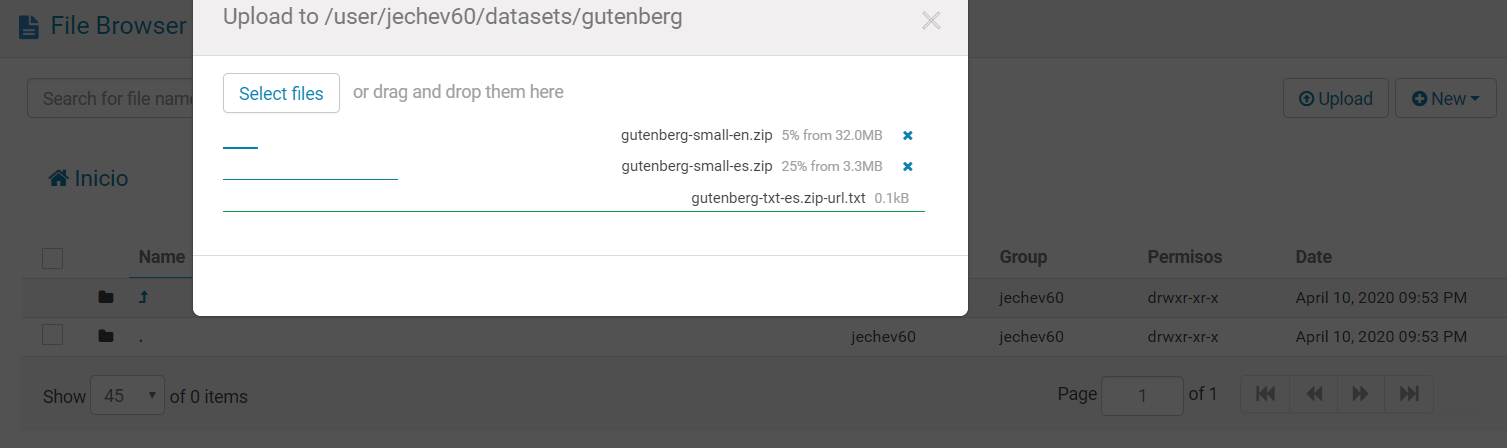 Upload to /user/jechev60/datasets/gutenberg
File Browser
Select files or drag and drop them here
Search for file name
Upload New
gutenberg-small-en.zip 5% from 32.0MB
gutenberg-small-es.zip 25% from 3.3MB
Inicio
gutenberg-txt-es.zip-url.txt 0.1kB
Name Group Permisos Date
jechev60 drwxr-xr-x April 10, 2020 09:53 PM
. jechev60 jechev60 drwxr-xr-x April 10, 2020 09:53 PM
Show 45 of 0 items Page 1 of 1